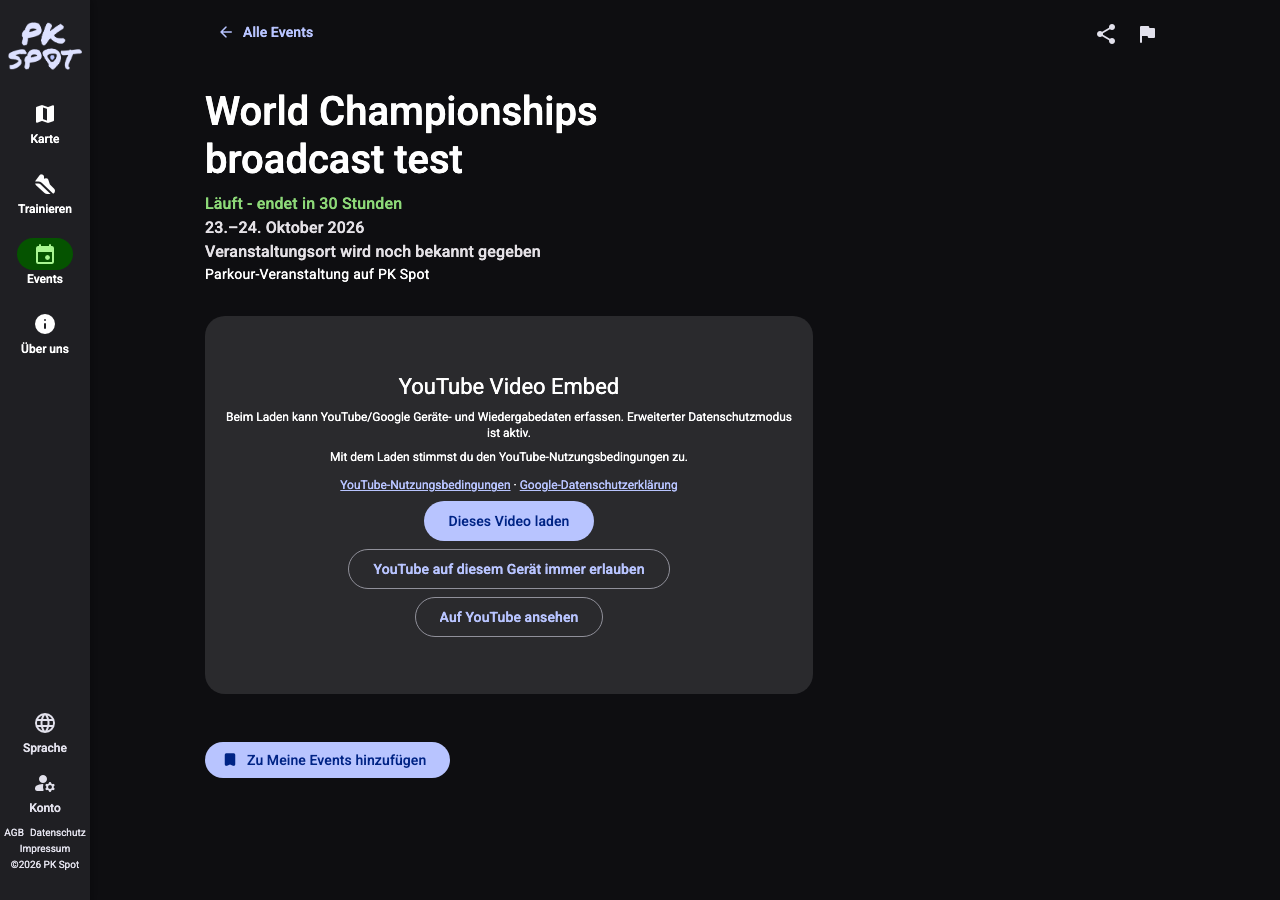 PK
SPOT
Karte
Trainieren
Events
Über uns
Sprache
Konto
AGB Datenschutz
Impressum
©2026 PK Spot
Alle Events
World Championships
broadcast test
Läuft - endet in 30 Stunden
23.–24. Oktober 2026
Veranstaltungsort wird noch bekannt gegeben
Parkour-Veranstaltung auf PK Spot
YouTube Video Embed
Beim Laden kann YouTube/Google Geräte- und Wiedergabedaten erfassen. Erweiterter Datenschutzmodus
ist aktiv.
Mit dem Laden stimmst du den YouTube-Nutzungsbedingungen zu.
YouTube-Nutzungsbedingungen · Google-Datenschutzerklärung
Dieses Video laden
YouTube auf diesem Gerät immer erlauben
Auf YouTube ansehen
Zu Meine Events hinzufügen